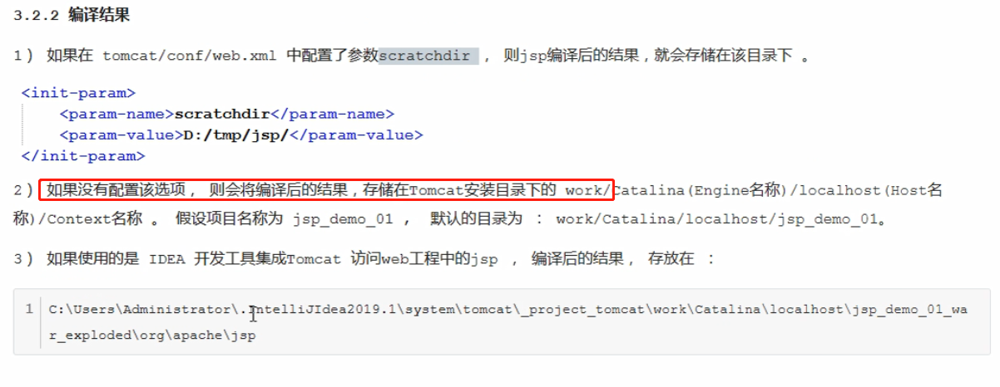 3.2.2 编译结果
1） 如果在 tomcat/conf/web.xml 中配置了参数scratchdir ， 则jsp编译后的结果，就会存储在该目录下 。
<init-param>
<param-name>scratchdir</param-name>
<param-value>D:/tmp/jsp/</param-value>
</init-param>
2） 如果没有配置该选项， 则会将编译后的结果，存储在Tomcat安装目录下的 work/Catalina(Engine名称)/localhost(Host名
称)/Context名称 。 假设项目名称为 jsp_demo_01 ， 默认的目录为 ： work/Catalina/localhost/jsp_demo_01。
3） 如果使用的是 IDEA 开发工具集成Tomcat 访问web工程中的jsp ， 编译后的结果， 存放在 ：
1 C:\Users\Administrator\.IntelliJIdea2019.1\system\tomcat\_project_tomcat\work\Catalina\localhost\jsp_demo_01_wa
r_exploded\org\apache\jsp